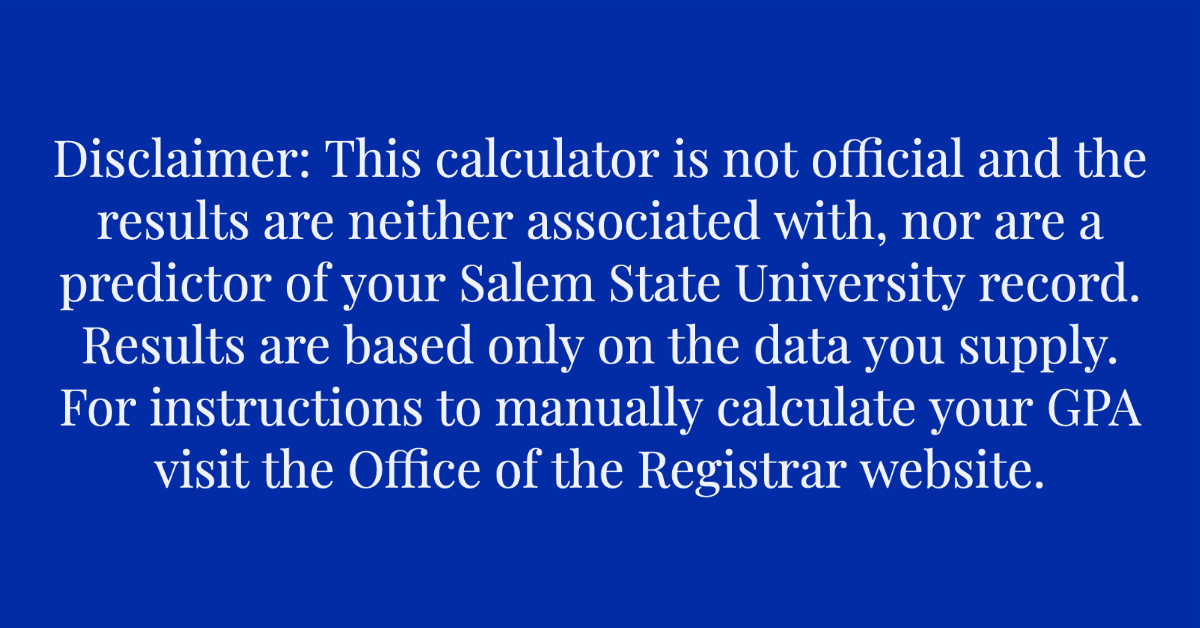 Disclaimer: This calculator is not official and the
results are neither associated with, nor are a
predictor of your Salem State University record.
Results are based only on the data you supply.
For instructions to manually calculate your GPA
visit the Office of the Registrar website.